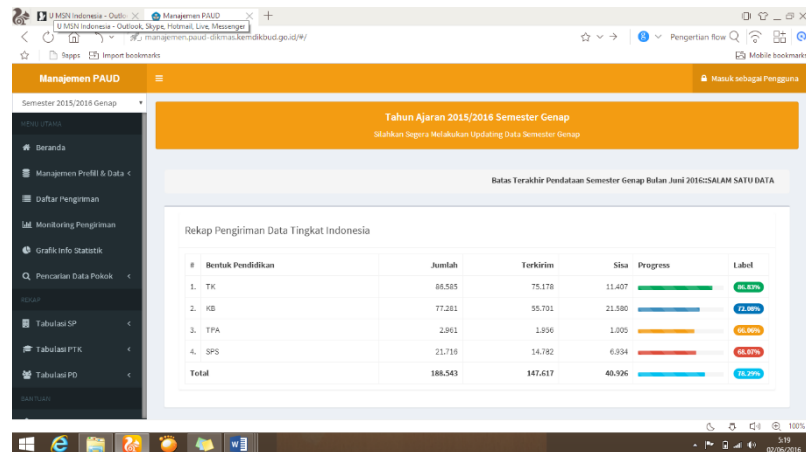 U MSN Indonesia - Outlo
Manajemen PAUD
U MSN Indonesia - Outlook, Skype, Hotmail, Live, Messenger
manajemen.paud-dikmas.kemdikbud.go.id/#/
Pengertian flow
9apps
Import bookmarks
Mobile bookmarks
Manajemen PAUD
Masuk sebagai Pengguna
Semester 2015/2016 Genap
Tahun Ajaran 2015/2016 Semester Genap
Silahkan Segera Melakukan Updating Data Semester Genap
MENU UTAMA
Beranda
Manajemen Prefill & Data
Batas Terakhir Pendataan Semester Genap Bulan Juni 2016::SALAM SATU DATA
Daftar Pengiriman
Monitoring Pengiriman
Grafik Info Statistik
Pencarian Data Pokok
REKAP
Tabulasi SP
Tabulasi PTK
Tabulasi PD
BANTUAN
Rekap Pengiriman Data Tingkat Indonesia
# Bentuk Pendidikan Jumlah Terkirim Sisa Progress Label
1. TK 86.585 75.178 11.407 86.83%
2. KB 77.281 55.701 21.580 72.08%
3. TPA 2.961 1.956 1.005 66.06%
4. SPS 21.716 14.782 6.934 68.07%
Total 188.543 147.617 40.926 78.29%
100%
5:19
02/06/2016